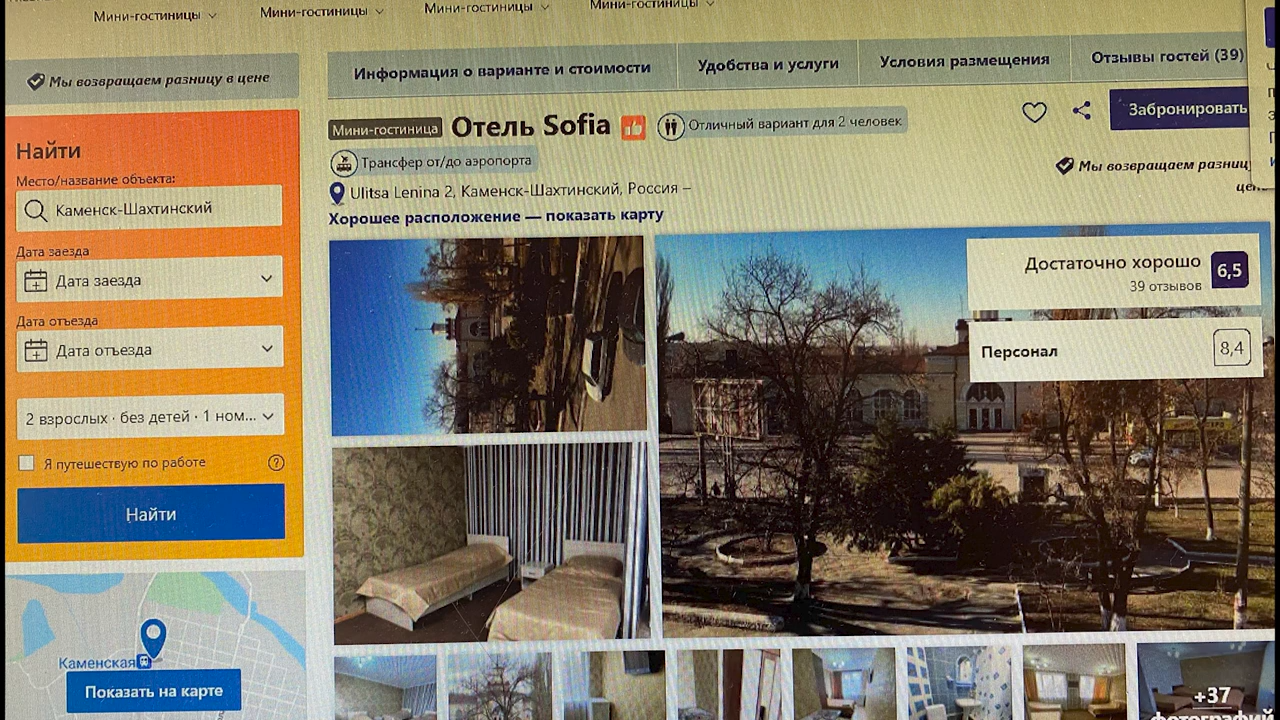 Мини-гостиницы
Мини-гостиницы
Мини-гостиницы
Мини-гостиницы
Мы возвращаем разницу в цене
Информация о варианте и стоимости
Удобства и услуги
Условия размещения
Отзывы гостей (39)
Найти
Место/название объекта:
Каменск-Шахтинский
Дата заезда
Дата заезда
Дата отъезда
Дата отъезда
2 взрослых · без детей · 1 ном...
Я путешествую по работе
Найти
Каменская
Показать на карте
Мини-гостиница Отель Sofia
Отличный вариант для 2 человек
Трансфер от/до аэропорта
Ulitsa Lenina 2, Каменск-Шахтинский, Россия –
Хорошее расположение — показать карту
Забронировать
Мы возвращаем разницу
Достаточно хорошо 6,5
39 отзывов
Персонал 8,4
+37
фотографий